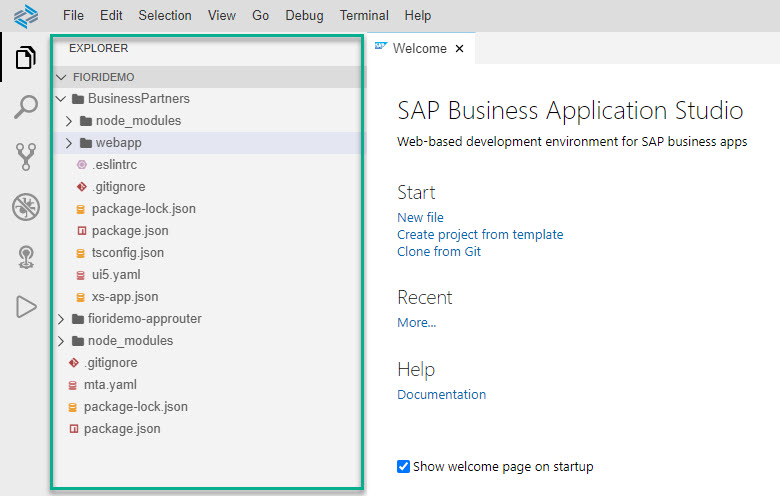 File Edit Selection View Go Debug Terminal Help
EXPLORER
FIORIDEMO
BusinessPartners
node_modules
webapp
.eslintrc
.gitignore
package-lock.json
package.json
tsconfig.json
ui5.yaml
xs-app.json
fioridemo-approuter
node_modules
.gitignore
mta.yaml
package-lock.json
package.json
SAP Welcome
SAP Business Application Studio
Web-based development environment for SAP business apps
Start
New file
Create project from template
Clone from Git
Recent
More...
Help
Documentation
Show welcome page on startup